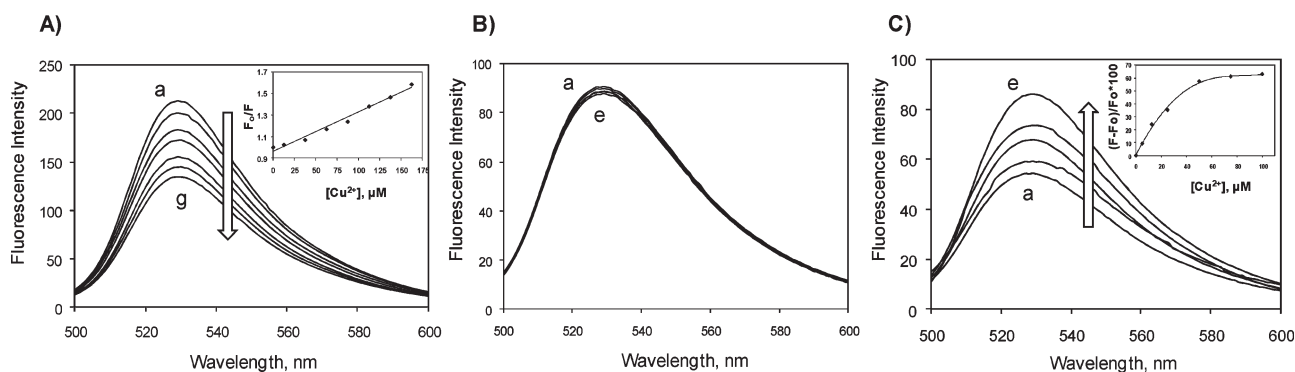 A)
Fluorescence Intensity
250
200
150
100
50
0
500 520 540 560 580 600
Wavelength, nm
a
g
F₀/F
1.7
1.5
1.3
1.1
0.9
0 25 50 75 100 125 150 175
[Cu²⁺], µM
B)
Fluorescence Intensity
100
80
60
40
20
0
500 520 540 560 580 600
Wavelength, nm
a
e
C)
Fluorescence Intensity
100
80
60
40
20
0
500 520 540 560 580 600
Wavelength, nm
e
a
(F-Fo)/Fo*100
70
60
50
40
30
20
10
0
0 20 40 60 80 100
[Cu²⁺], µM